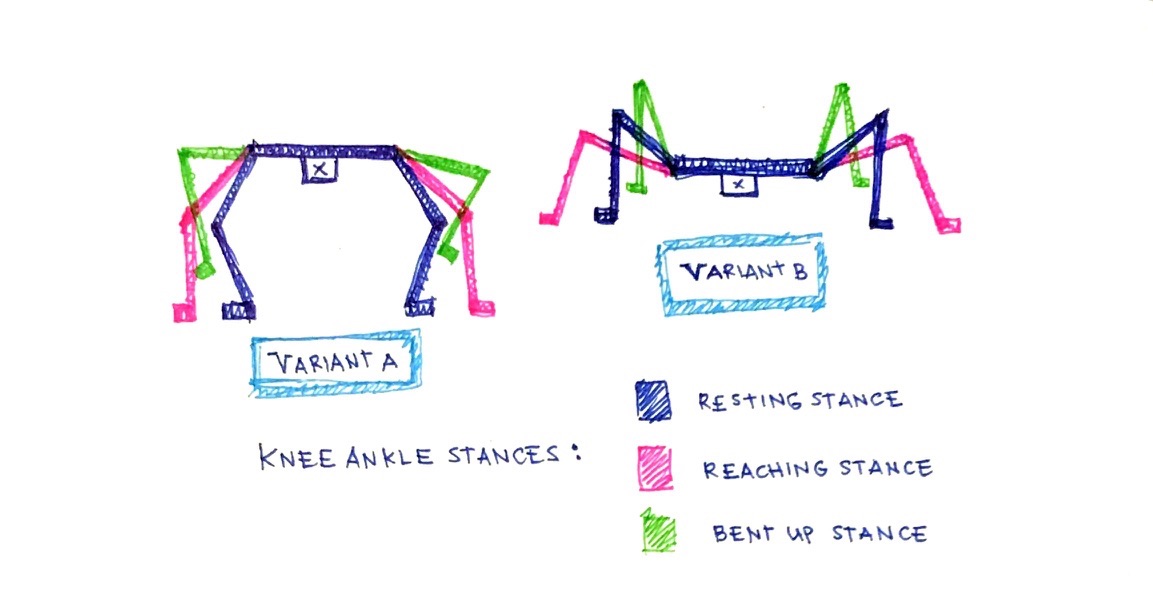 X
X
VARIANT B
VARIANT A
RESTING STANCE
KNEE ANKLE STANCES :
REACHING STANCE
BENT UP STANCE